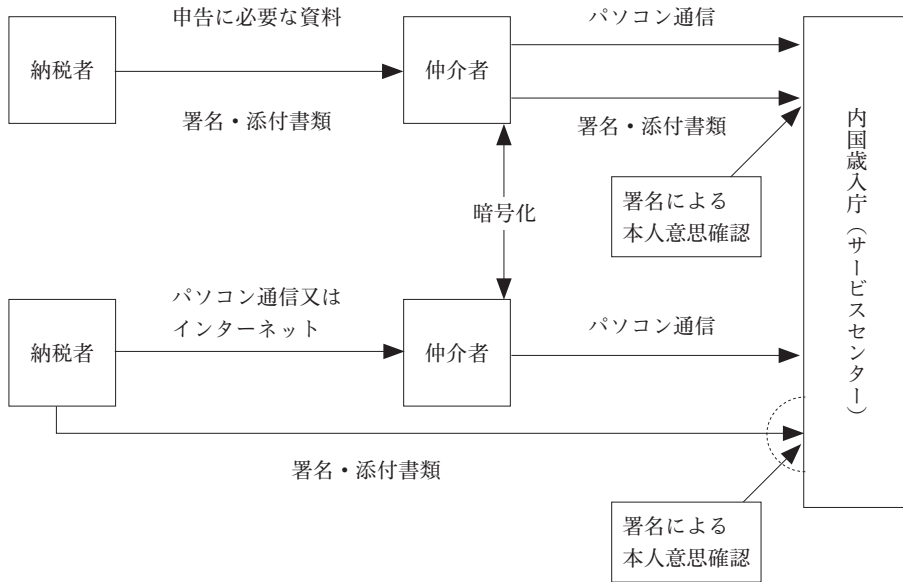 申告に必要な資料
パソコン通信
納税者
仲介者
署名・添付書類
署名・添付書類
内国歳入庁（サービスセンター）
署名による
本人意思確認
暗号化
パソコン通信又は
インターネット
パソコン通信
納税者
仲介者
署名・添付書類
署名による
本人意思確認